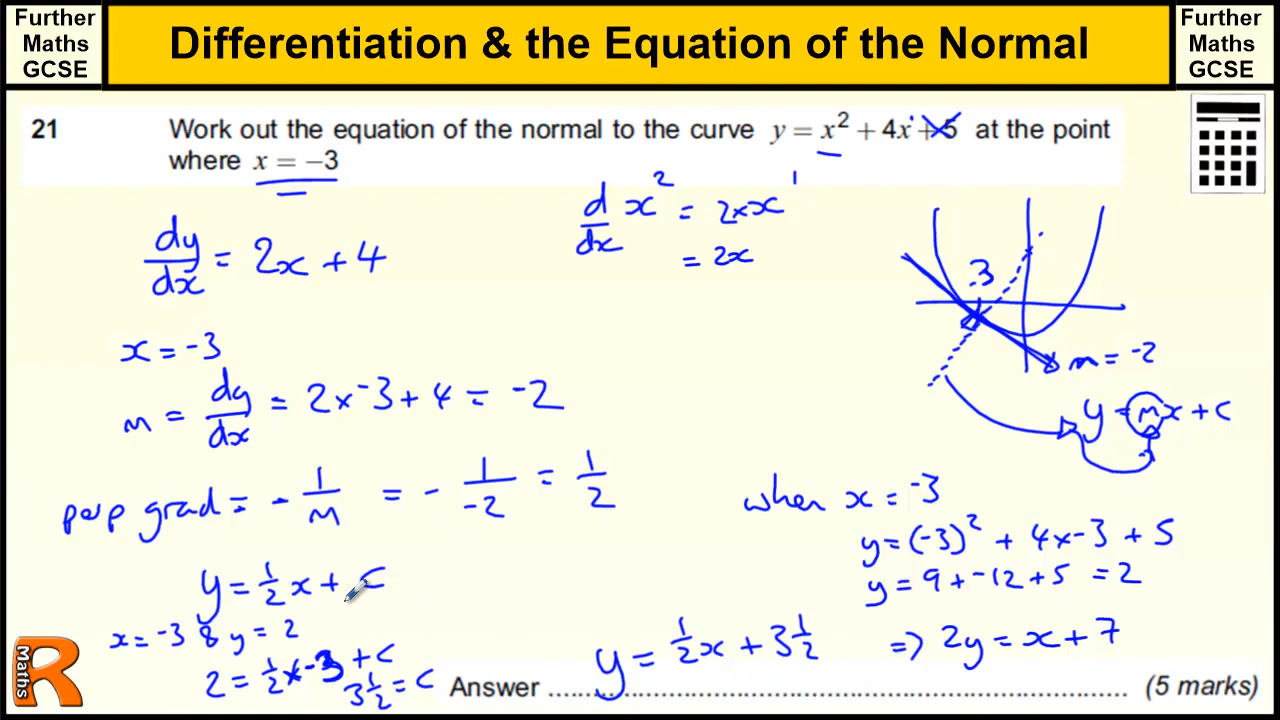 Further
Maths
GCSE
Differentiation & the Equation of the Normal
Further
Maths
GCSE
21 Work out the equation of the normal to the curve y = x² + 4x + 5 at the point
where x = −3
dy/dx = 2x + 4
d/dx x² = 2×x¹
= 2x
x = -3
m = dy/dx = 2x-3+4 = -2
perp grad = - 1/m = - 1/-2 = 1/2
y = 1/2 x + c
x = -3 & y = 2
2 = 1/2 x -3 + c
3 1/2 = c
.3
m = -2
y = mx + c
when x = -3
y = (-3)² + 4x-3 + 5
y = 9 + -12 + 5 = 2
y = 1/2 x + 3 1/2 => 2y = x + 7
R Maths
Answer ........................................ (5 marks)